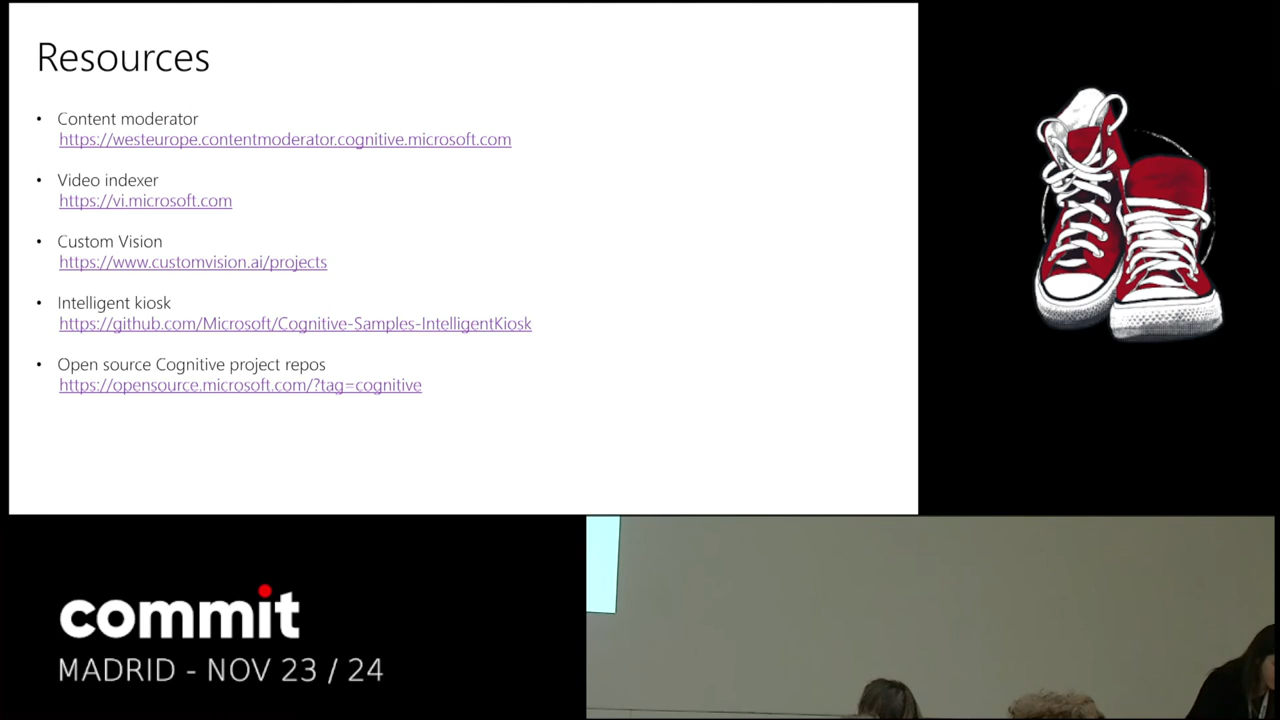 Resources
• Content moderator
https://westeurope.contentmoderator.cognitive.microsoft.com
• Video indexer
https://vi.microsoft.com
• Custom Vision
https://www.customvision.ai/projects
• Intelligent kiosk
https://github.com/Microsoft/Cognitive-Samples-IntelligentKiosk
• Open source Cognitive project repos
https://opensource.microsoft.com/?tag=cognitive
commit
MADRID - NOV 23 / 24